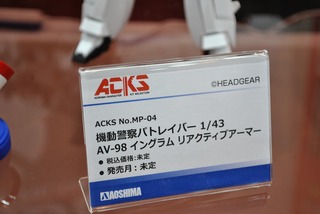 ACKS
©HEADGEAR
ACKS No.MP-04
機動警察パトレイバー 1/43
AV-98 イングラム リアクティブアーマー
• 税込価格:未定
• 発売月:未定
AOSHIMA